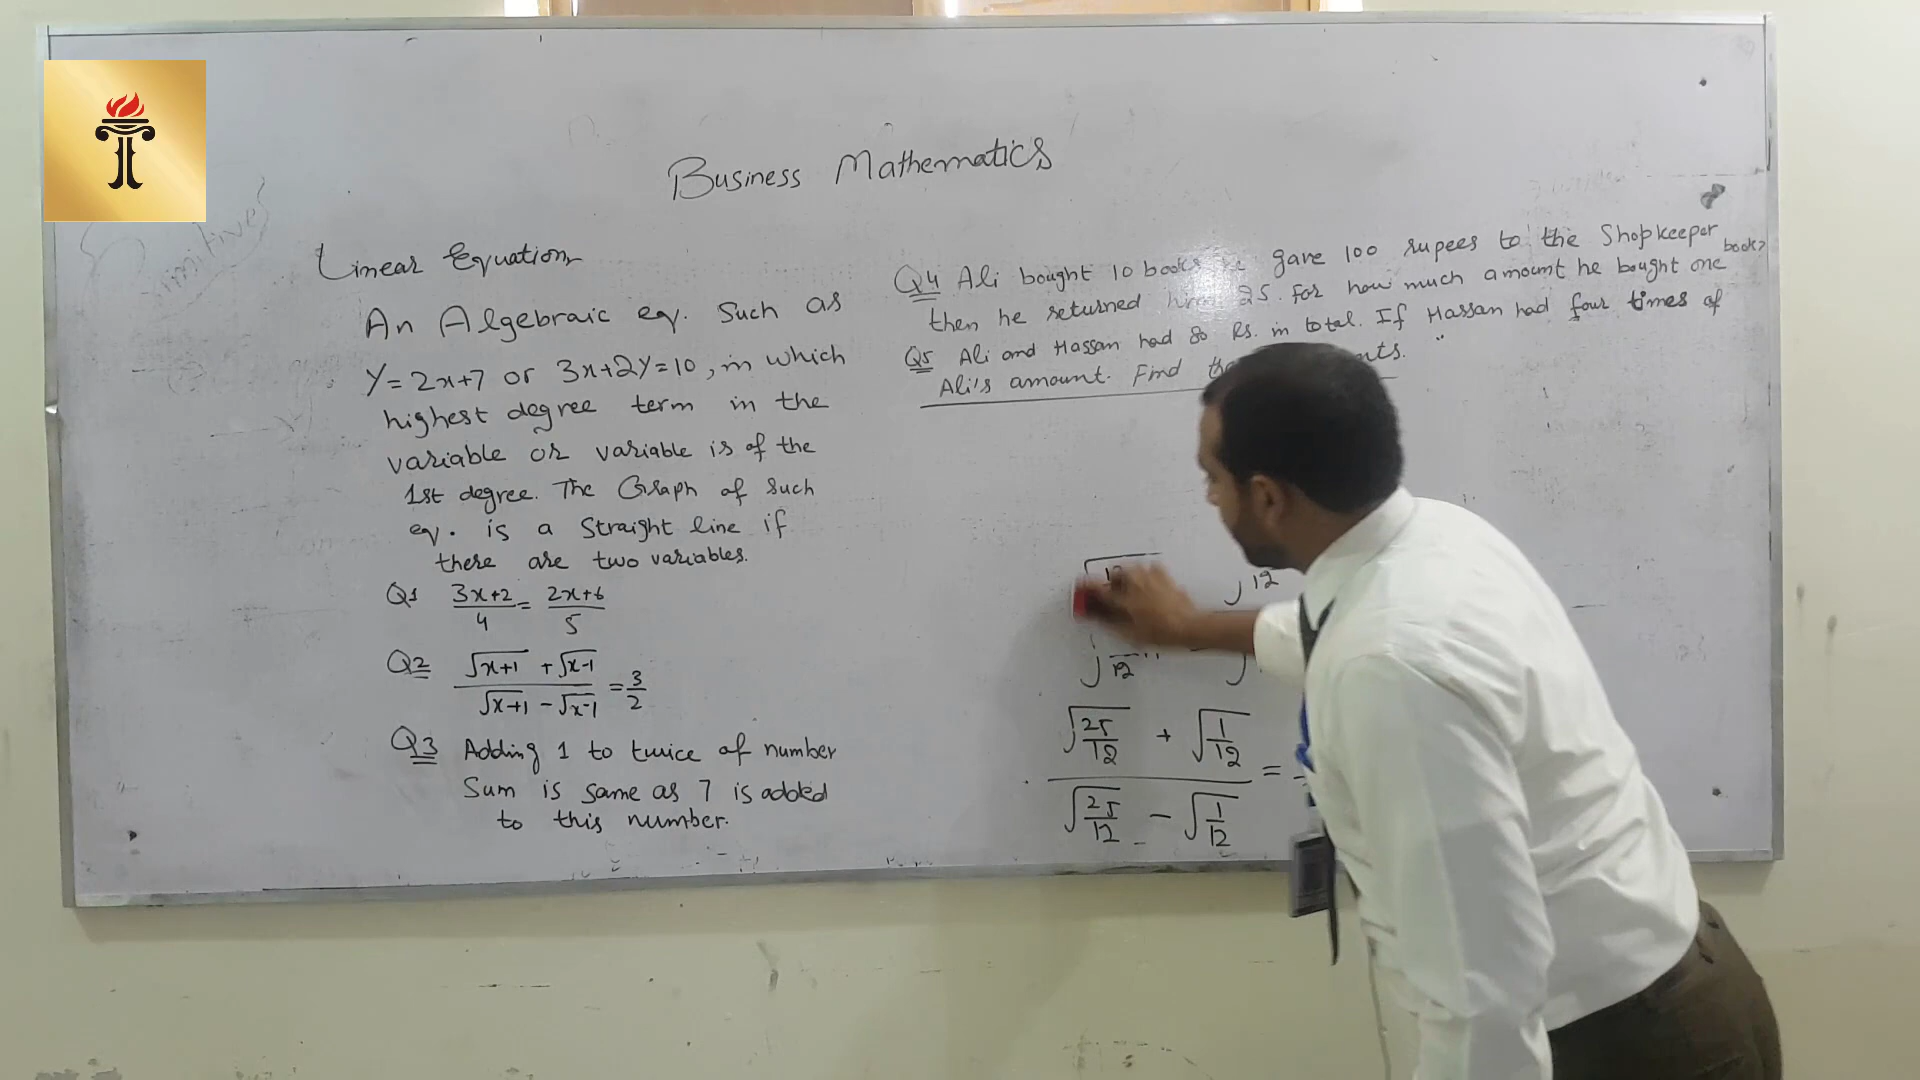 Business Mathematics
Linear Equation
An Algebraic eq. Such as
Y=2x+7 or 3x+2Y=10, in which
highest degree term in the
variable or variable is of the
1st degree. The Graph of such
eq. is a Straight line if
there are two variables.
Q1 (3x+2)/4 = (2x+6)/5
Q2 (√(x+1) + √(x-1))/(√(x+1) - √(x-1)) = 3/2
Q3 Adding 1 to twice of number
Sum is same as 7 is added
to this number.
Q4 Ali bought 10 books gave 100 rupees to the Shopkeeper
then he returned him 25. For how much amount he bought one book?
Q5 Ali and Hassan had 80 Rs. in total. If Hassan had four times of
Ali's amount. Find
12
12
√(25/12) + √(1/12)
=
√(25/12) - √(1/12)